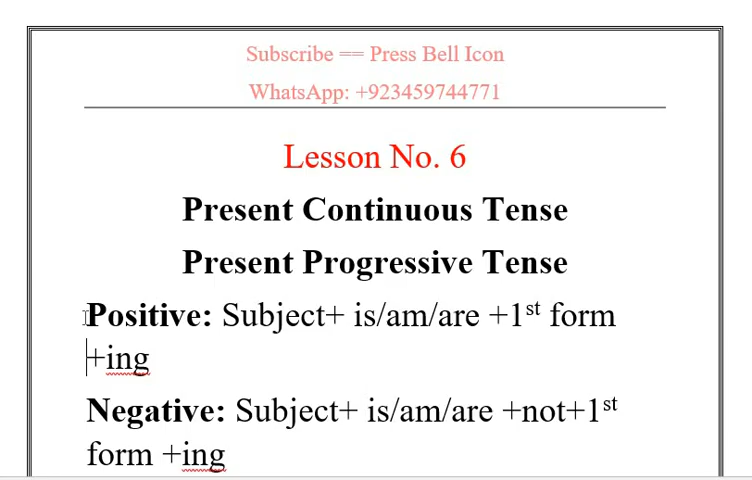 Subscribe == Press Bell Icon
WhatsApp: +923459744771
Lesson No. 6
Present Continuous Tense
Present Progressive Tense
Positive: Subject+ is/am/are +1st form
+ing
Negative: Subject+ is/am/are +not+1st
form +ing